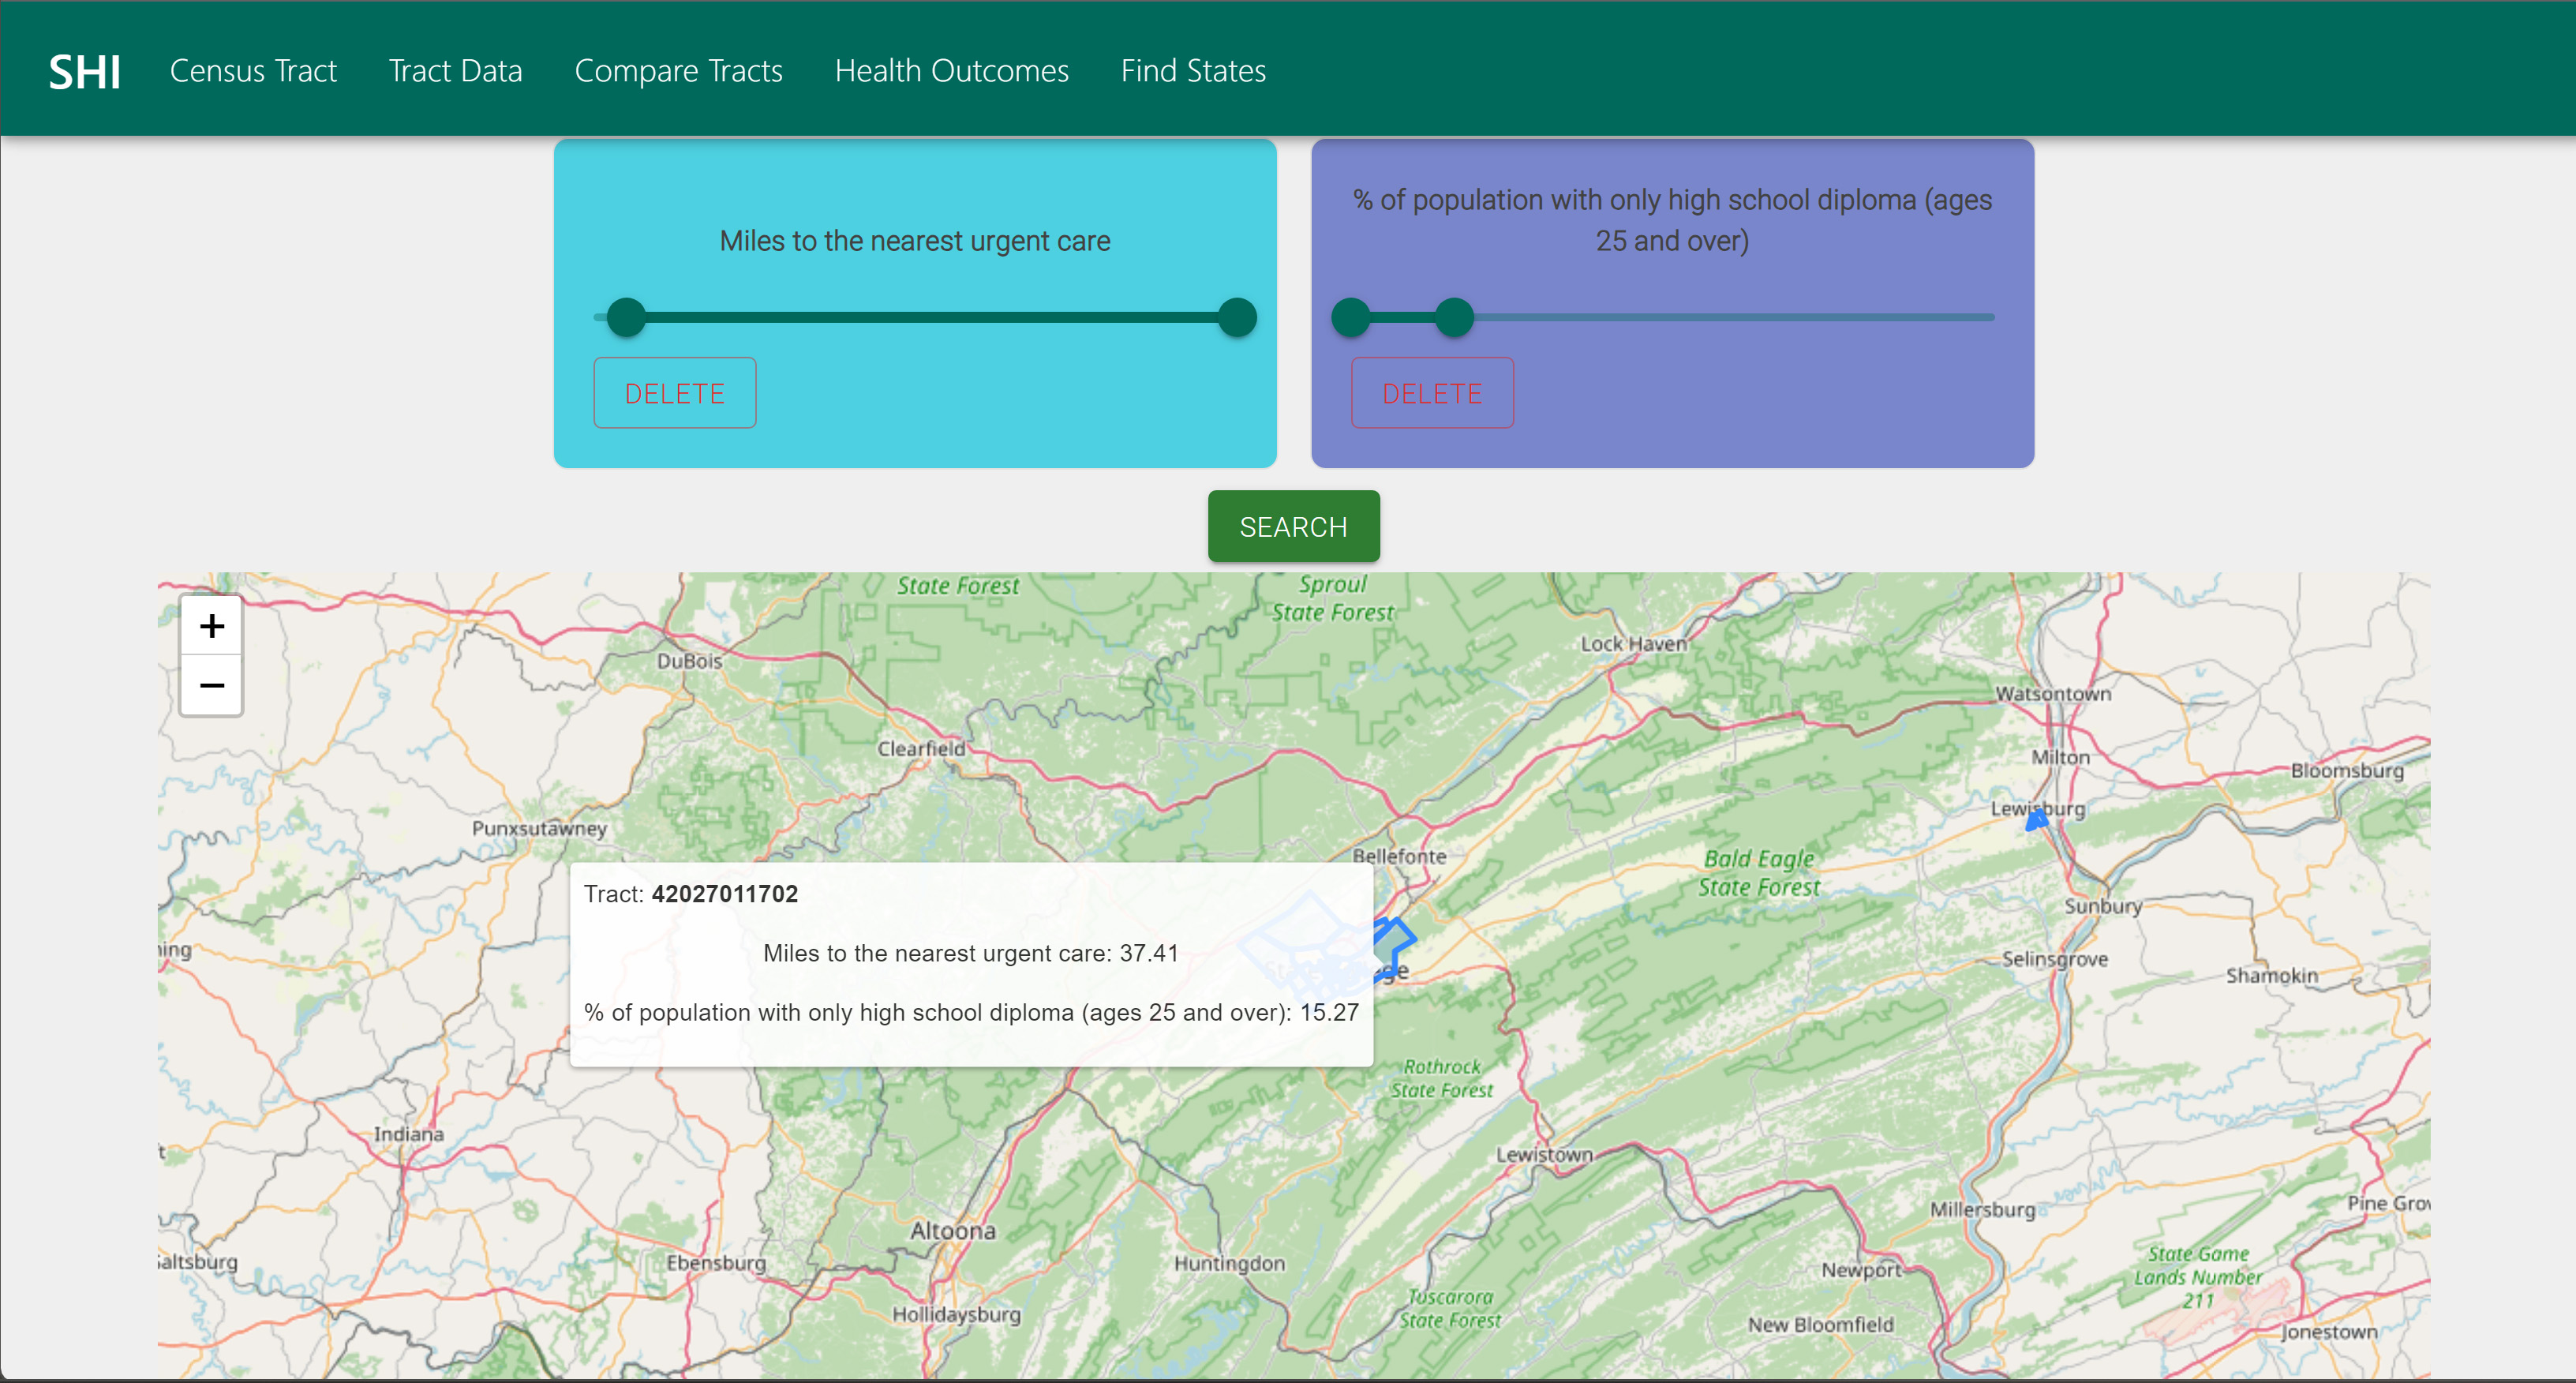 SHI Census Tract Tract Data Compare Tracts Health Outcomes Find States
Miles to the nearest urgent care
DELETE
% of population with only high school diploma (ages
25 and over)
DELETE
SEARCH
+
−
State Forest
Sproul
State Forest
Lock Haven
DuBois
Watsontown
Clearfield
Milton
Bloomsburg
Lewisburg
Punxsutawney
Bellefonte
Bald Eagle
State Forest
Tract: 42027011702
Miles to the nearest urgent care: 37.41
% of population with only high school diploma (ages 25 and over): 15.27
Sunbury
ning
Selinsgrove
Shamokin
Rothrock
State Forest
Indiana
Lewistown
Altoona
Millersburg
Pine Grov
Saltsburg
Ebensburg
Huntingdon
Newport
State Game
Lands Number
211
Hollidaysburg
Tuscarora
State Forest
New Bloomfield
Jonestown